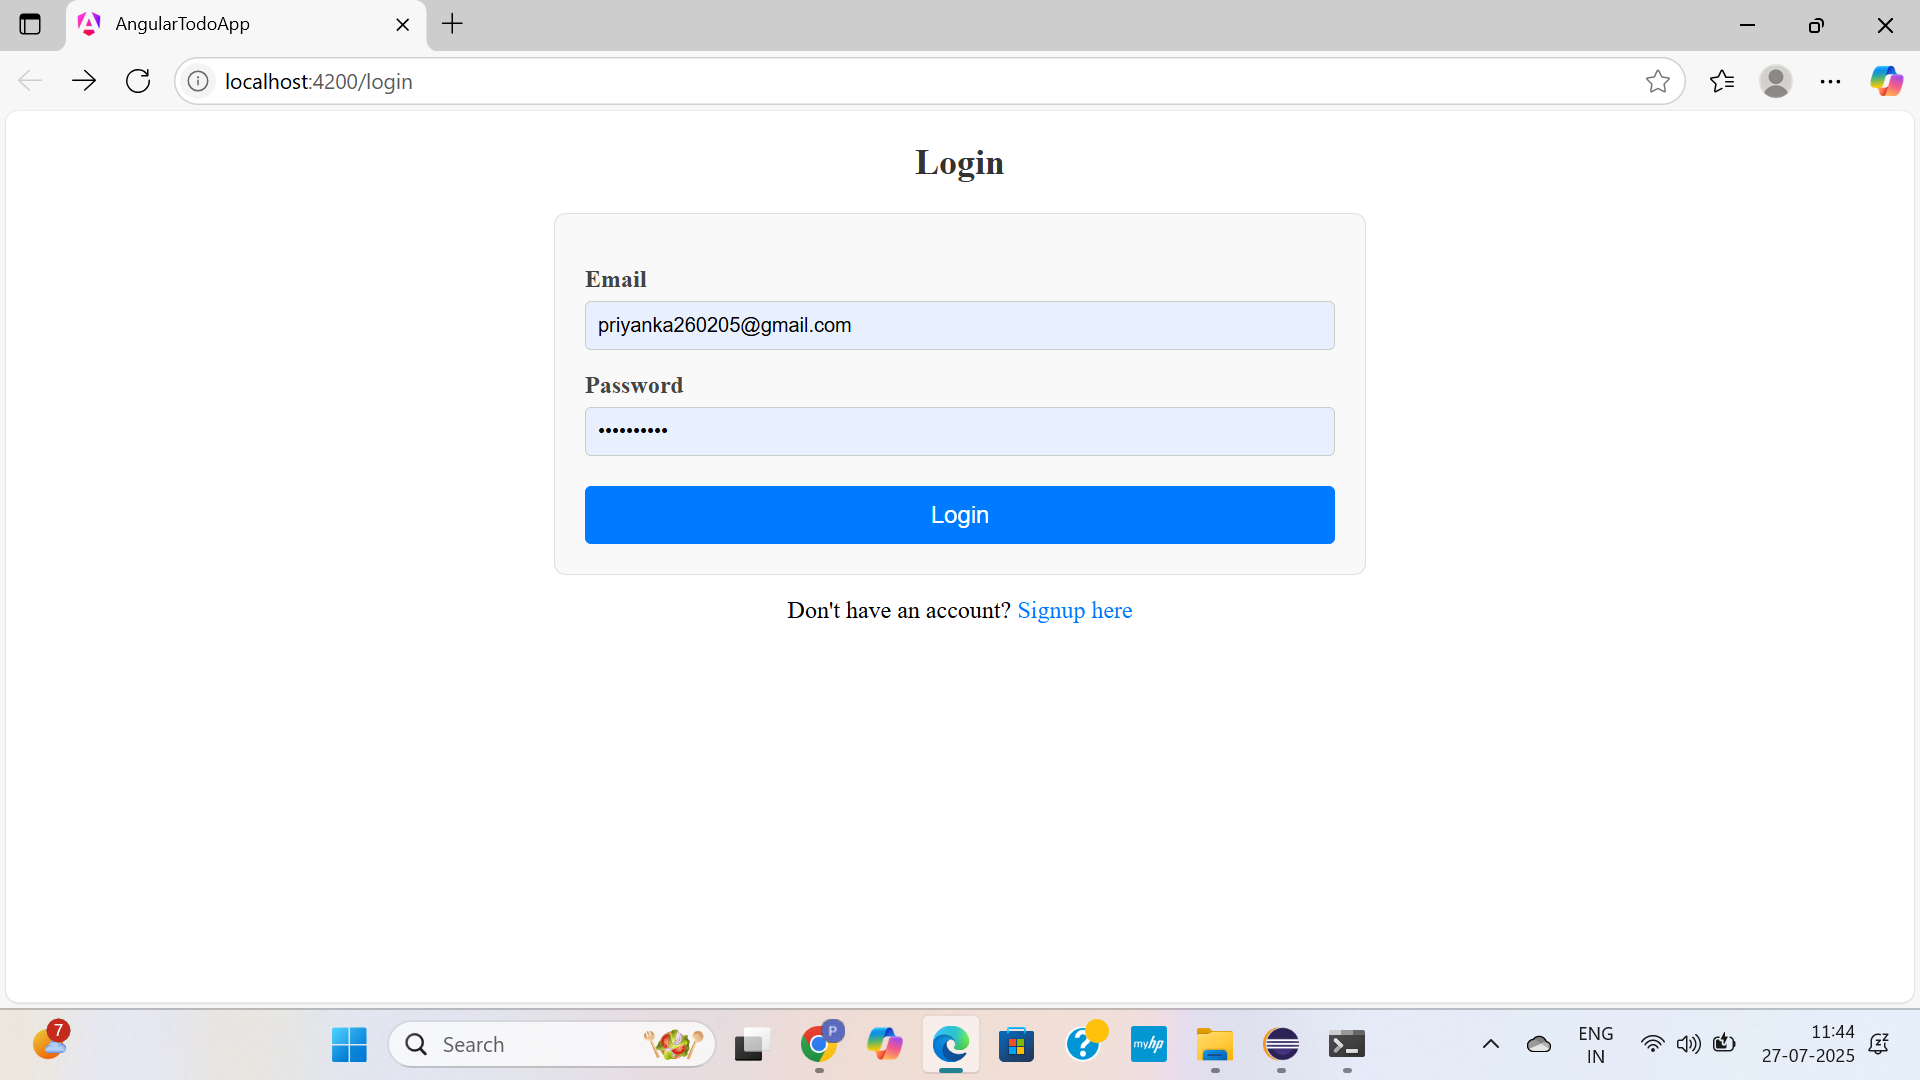 AngularTodoApp
localhost:4200/login
Login
Email
priyanka260205@gmail.com
Password
••••••••••
Login
Don't have an account? Signup here
7
Search
P
myhp
ENG
IN
11:44
27-07-2025